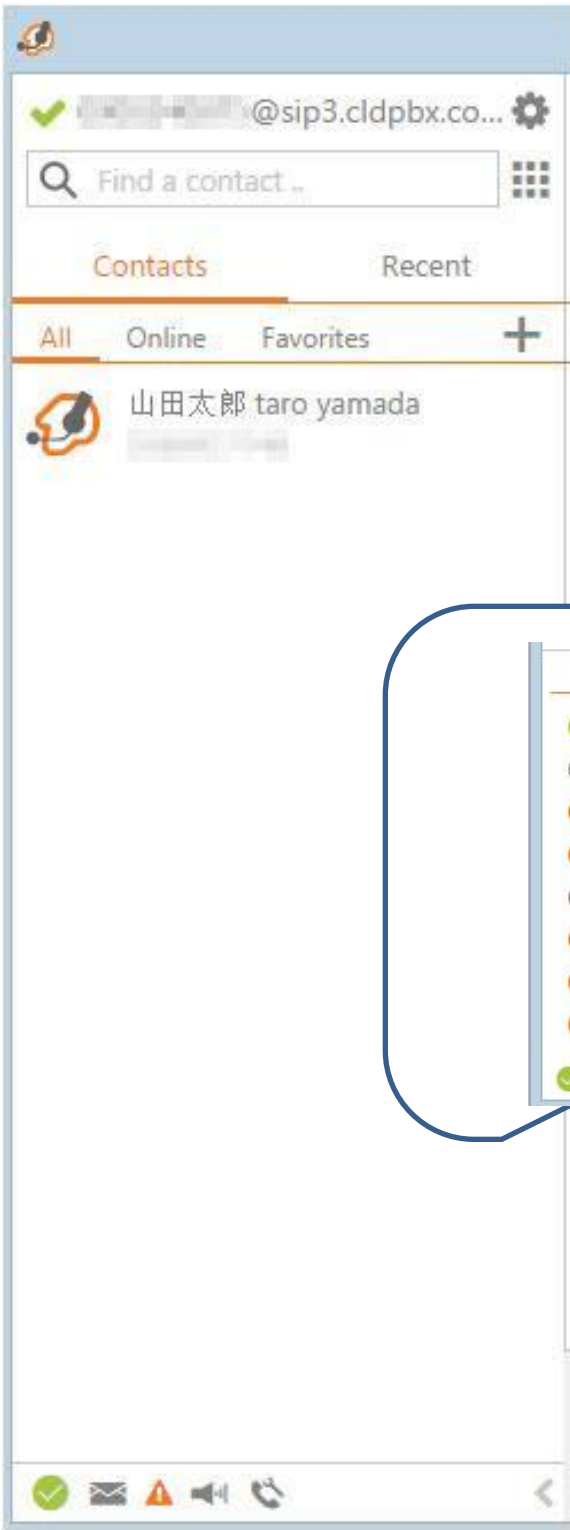 @sip3.cldpbx.co...
Find a contact ..
Contacts Recent
All Online Favorites
山田太郎 taro yamada